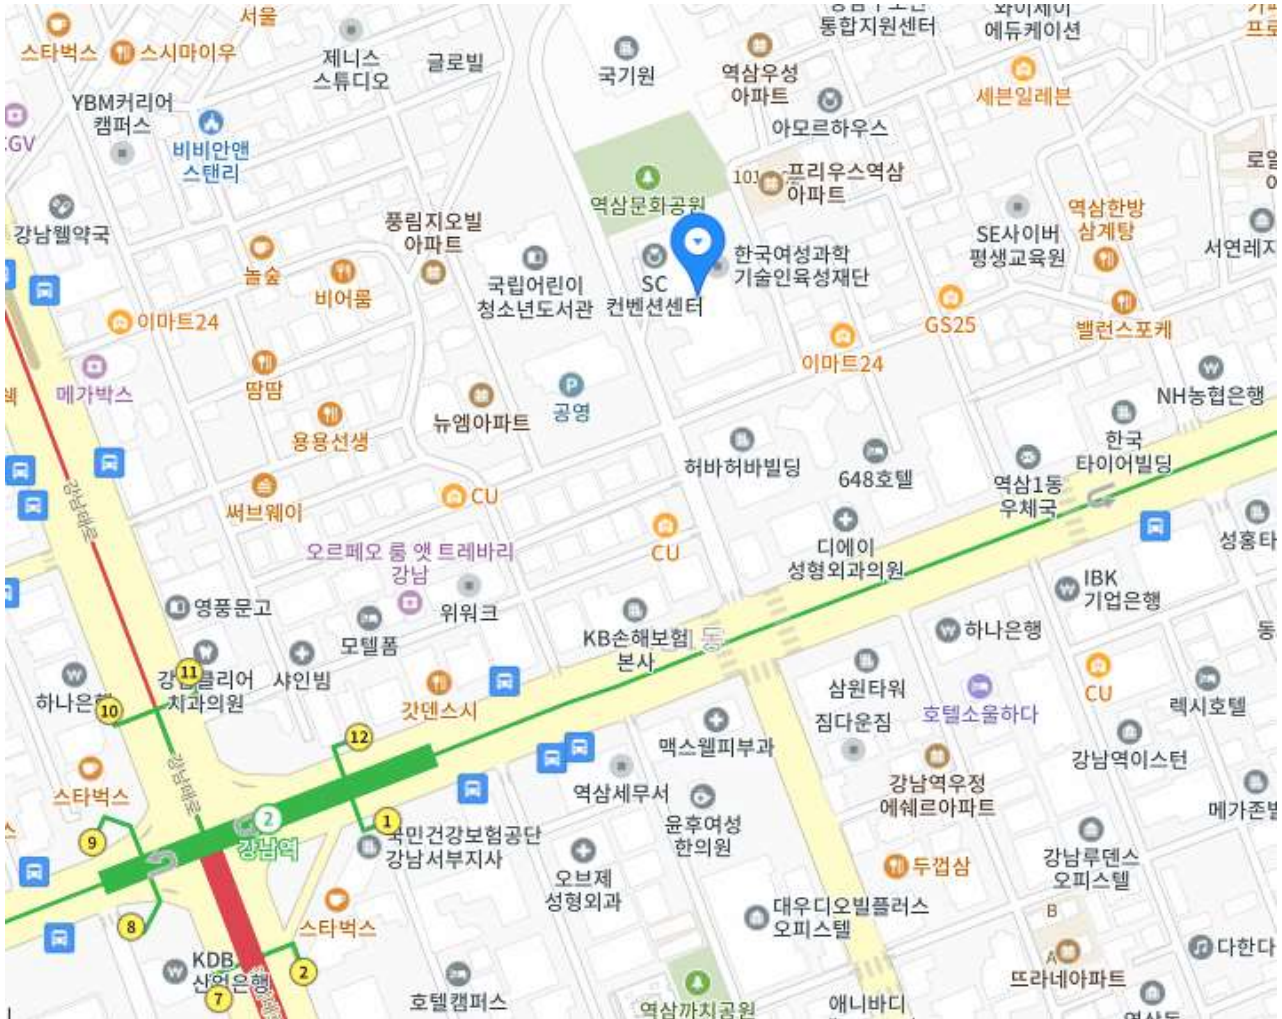 서울
스타벅스
스시마이우
제니스
스튜디오
글로빌
국기원
역삼우성
아파트
통합지원센터
에듀케이션
세븐일레븐
YBM커리어
캠퍼스
비비안앤
스탠리
아모르하우스
역삼문화공원
101
프리우스역삼
아파트
강남웰약국
풍림지오빌
아파트
놀숲
비어룸
국립어린이
청소년도서관
SC
컨벤션센터
한국여성과학
기술인육성재단
SE사이버
평생교육원
역삼한방
삼계탕
이마트24
이마트24
GS25
밸런스포케
메가박스
땀땀
용용선생
뉴엠아파트
P
공영
NH농협은행
허바허바빌딩
648호텔
한국
타이어빌딩
역삼1동
우체국
강남대로
써브웨이
CU
CU
디에이
성형외과의원
오르페오 룸 앳 트레바리
강남
위워크
영풍문고
모텔폼
KB손해보험
본사
동
IBK
기업은행
하나은행
11
샤인빔
치과의원
10
갓덴스시
삼원타워
짐다운짐
호텔소울하다
CU
렉시호텔
12
맥스웰피부과
강남역이스턴
강남대로
스타벅스
역삼세무서
강남역우정
에쉐르아파트
2
강남역
1
국민건강보험공단
강남서부지사
9
윤후여성
한의원
강남루덴스
오피스텔
두껍삼
오브제
성형외과
8
스타벅스
대우디오빌플러스
오피스텔
B
A
뜨라네아파트
KDB
산업은행
7
2
호텔캠퍼스
역삼까치공원
애니바디